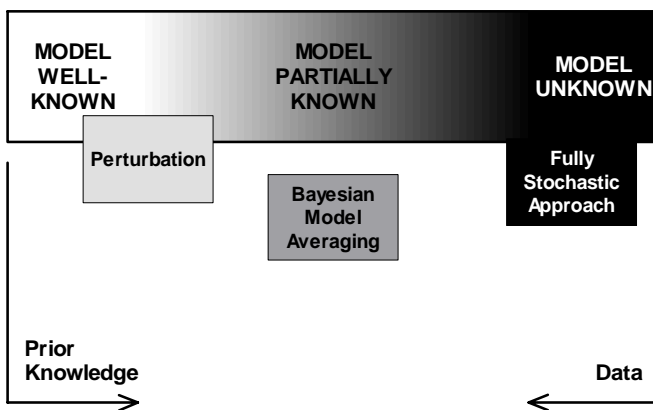 MODEL
WELL-
KNOWN
MODEL
PARTIALLY
KNOWN
MODEL
UNKNOWN
Perturbation
Bayesian
Model
Averaging
Fully
Stochastic
Approach
Prior
Knowledge
Data